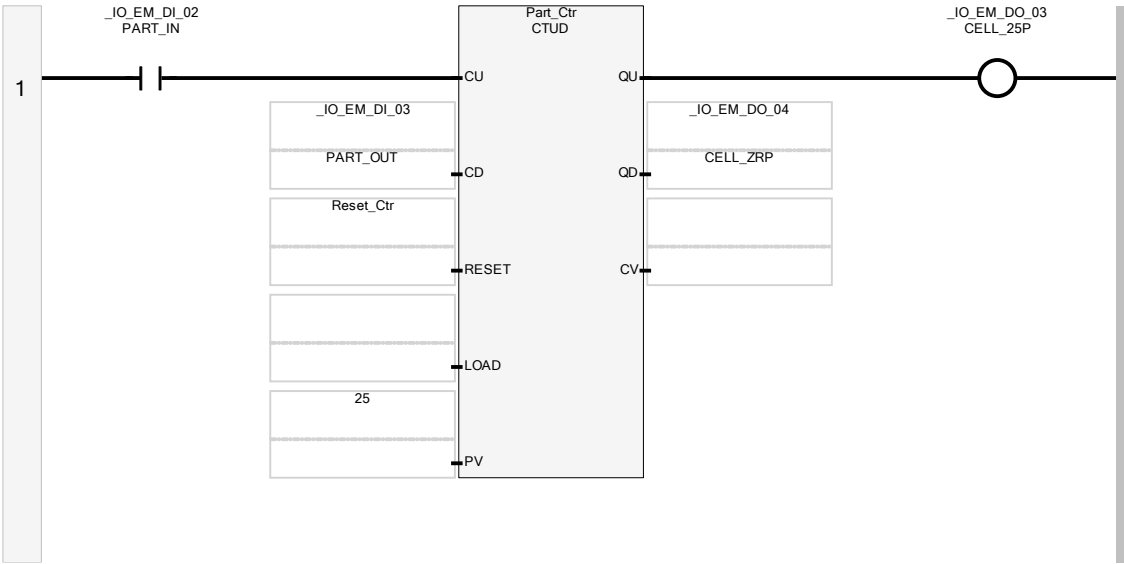 _IO_EM_DI_02
PART_IN
Part_Ctr
CTUD
_IO_EM_DO_03
CELL_25P
1
CU
QU
_IO_EM_DI_03
_IO_EM_DO_04
PART_OUT
CD
QD
CELL_ZRP
Reset_Ctr
RESET
CV
LOAD
25
PV